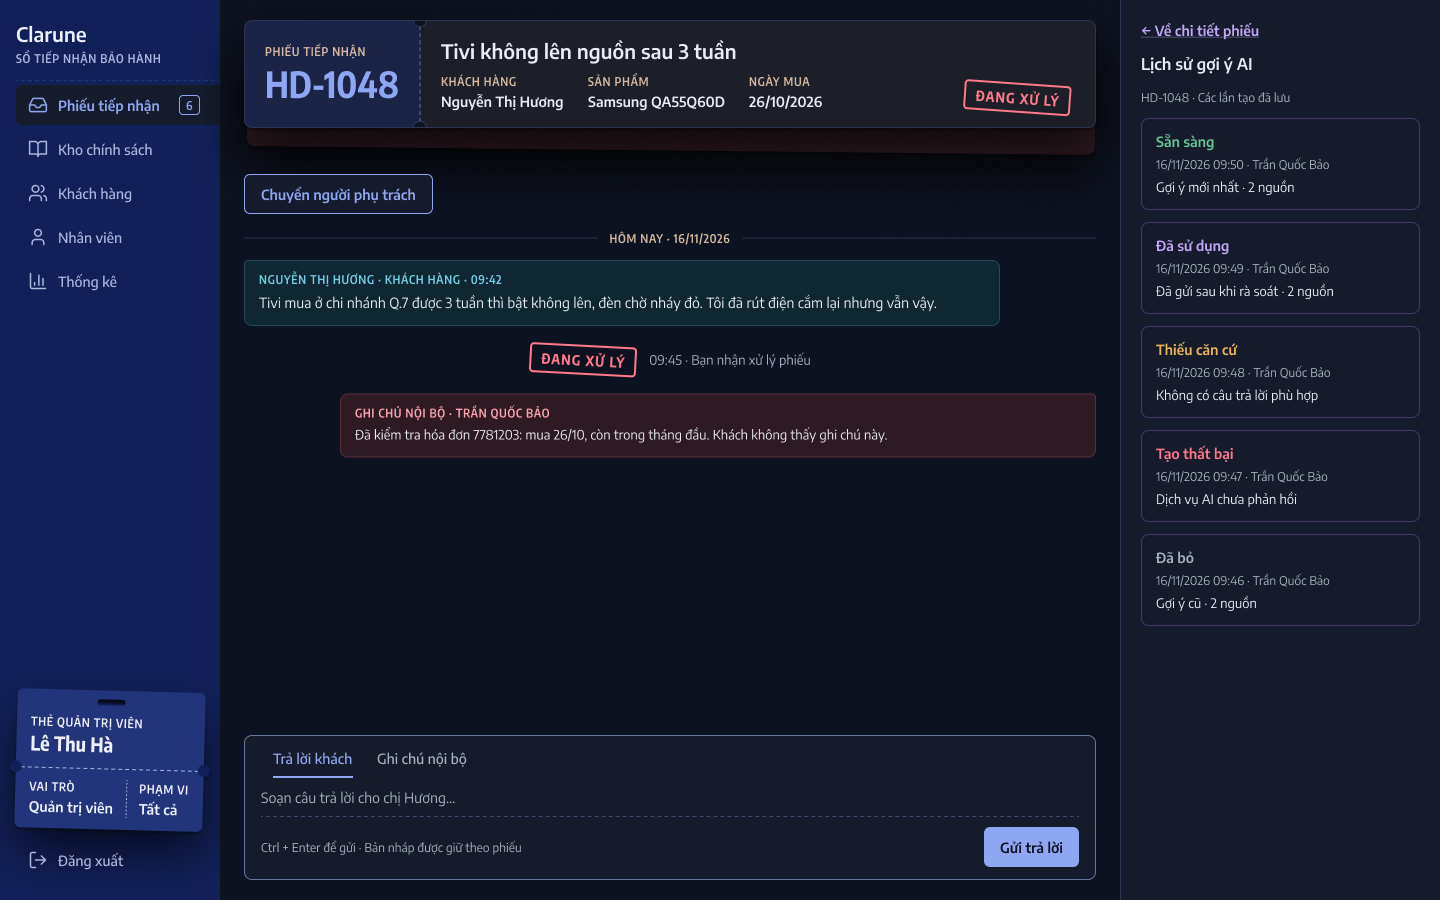 Clarune
SỔ TIẾP NHẬN BẢO HÀNH
Phiếu tiếp nhận 6
Kho chính sách
Khách hàng
Nhân viên
Thống kê
THẺ QUẢN TRỊ VIÊN
Lê Thu Hà
VAI TRÒ PHẠM VI
Quản trị viên Tất cả
Đăng xuất
PHIẾU TIẾP NHẬN
HD-1048
Tivi không lên nguồn sau 3 tuần
KHÁCH HÀNG SẢN PHẨM NGÀY MUA
Nguyễn Thị Hương Samsung QA55Q60D 26/10/2026
ĐANG XỬ LÝ
Chuyển người phụ trách
HÔM NAY · 16/11/2026
NGUYỄN THỊ HƯƠNG · KHÁCH HÀNG · 09:42
Tivi mua ở chi nhánh Q.7 được 3 tuần thì bật không lên, đèn chờ nháy đỏ. Tôi đã rút điện cắm lại nhưng vẫn vậy.
ĐANG XỬ LÝ 09:45 · Bạn nhận xử lý phiếu
GHI CHÚ NỘI BỘ · TRẦN QUỐC BẢO
Đã kiểm tra hóa đơn 7781203: mua 26/10, còn trong tháng đầu. Khách không thấy ghi chú này.
Trả lời khách Ghi chú nội bộ
Soạn câu trả lời cho chị Hương...
Ctrl + Enter để gửi · Bản nháp được giữ theo phiếu
Gửi trả lời
← Về chi tiết phiếu
Lịch sử gợi ý AI
HD-1048 · Các lần tạo đã lưu
Sẵn sàng
16/11/2026 09:50 · Trần Quốc Bảo
Gợi ý mới nhất · 2 nguồn
Đã sử dụng
16/11/2026 09:49 · Trần Quốc Bảo
Đã gửi sau khi rà soát · 2 nguồn
Thiếu căn cứ
16/11/2026 09:48 · Trần Quốc Bảo
Không có câu trả lời phù hợp
Tạo thất bại
16/11/2026 09:47 · Trần Quốc Bảo
Dịch vụ AI chưa phản hồi
Đã bỏ
16/11/2026 09:46 · Trần Quốc Bảo
Gợi ý cũ · 2 nguồn